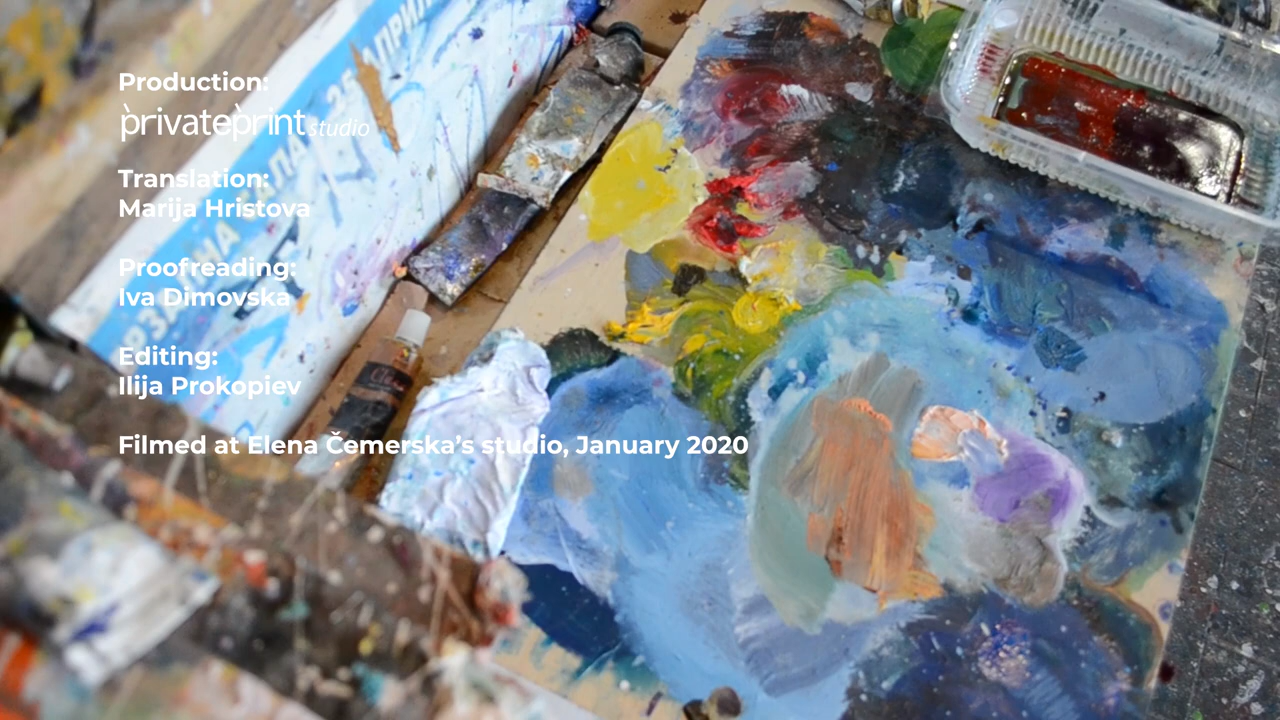 Production:
privateprint studio
Translation:
Marija Hristova
Proofreading:
Iva Dimovska
Editing:
Ilija Prokopiev
Filmed at Elena Čemerska’s studio, January 2020